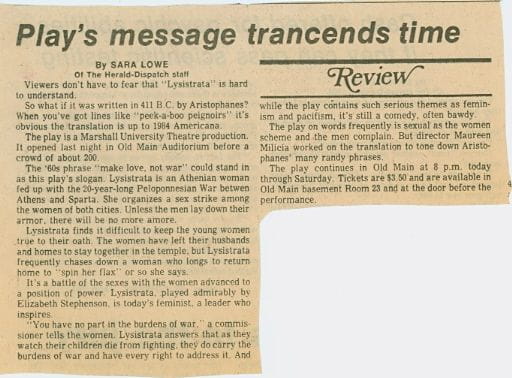 Play's message trancends time
By SARA LOWE
Of The Herald-Dispatch staff
Viewers don't have to fear that "Lysistrata" is hard
to understand.
So what if it was written in 411 B.C. by Aristophanes?
When you've got lines like "peek-a-boo peignoirs" it's
obvious the translation is up to 1984 Americana.
The play is a Marshall University Theatre production.
It opened last night in Old Main Auditorium before a
crowd of about 200.
The '60s phrase "make love, not war" could stand in
as this play's slogan. Lysistrata is an Athenian woman
fed up with the 20-year-long Peloponnesian War betwen
Athens and Sparta. She organizes a sex strike among
the women of both cities. Unless the men lay down their
armor, there will be no more amore.
Lysistrata finds it difficult to keep the young women
true to their oath. The women have left their husbands
and homes to stay together in the temple, but Lysistrata
frequently chases down a woman who longs to return
home to "spin her flax" or so she says.
It's a battle of the sexes with the women advanced to
a position of power. Lysistrata, played admirably by
Elizabeth Stephenson, is today's feminist, a leader who
inspires.
"You have no part in the burdens of war," a commis-
sioner tells the women. Lysistrata answers that as they
watch their children die from fighting, they do carry the
burdens of war and have every right to address it. And
Review
while the play contains such serious themes as femin-
ism and pacifism, it's still a comedy, often bawdy.
The play on words frequently is sexual as the women
scheme and the men complain. But director Maureen
Milicia worked on the translation to tone down Aristo-
phanes' many randy phrases.
The play continues in Old Main at 8 p.m. today
through Saturday. Tickets are $3.50 and are available in
Old Main basement Room 23 and at the door before the
performance.